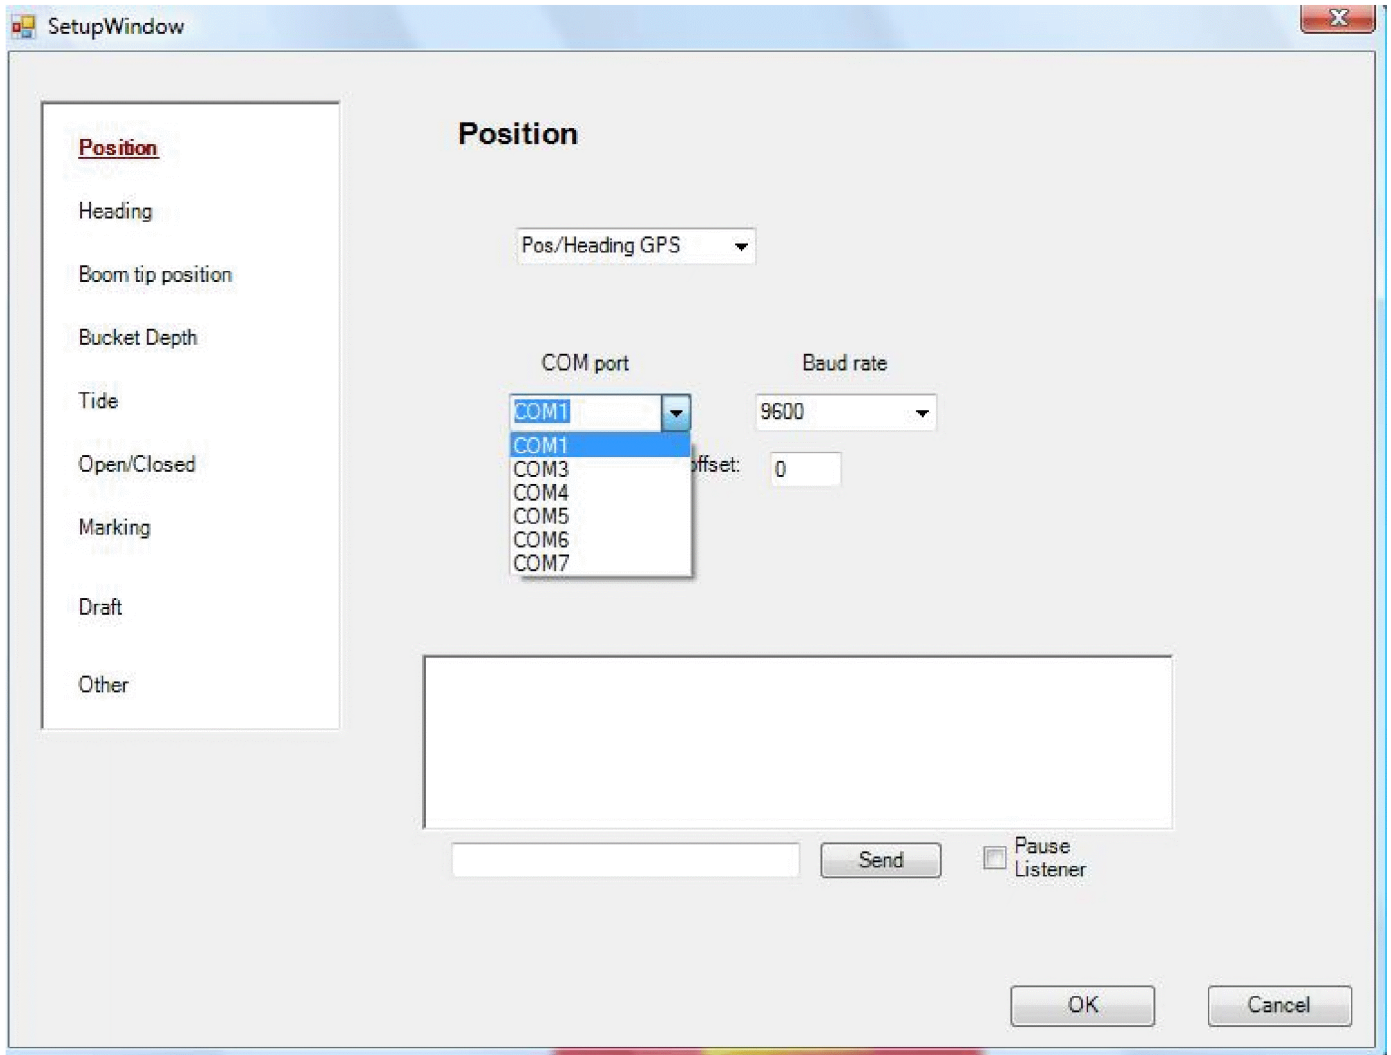 SetupWindow
Position
Heading
Boom tip position
Bucket Depth
Tide
Open/Closed
Marking
Draft
Other
Position
Pos/Heading GPS
COM port
Baud rate
COM1
9600
COM1
COM3
COM4
COM5
COM6
COM7
offset:
0
Send
Pause
Listener
OK
Cancel